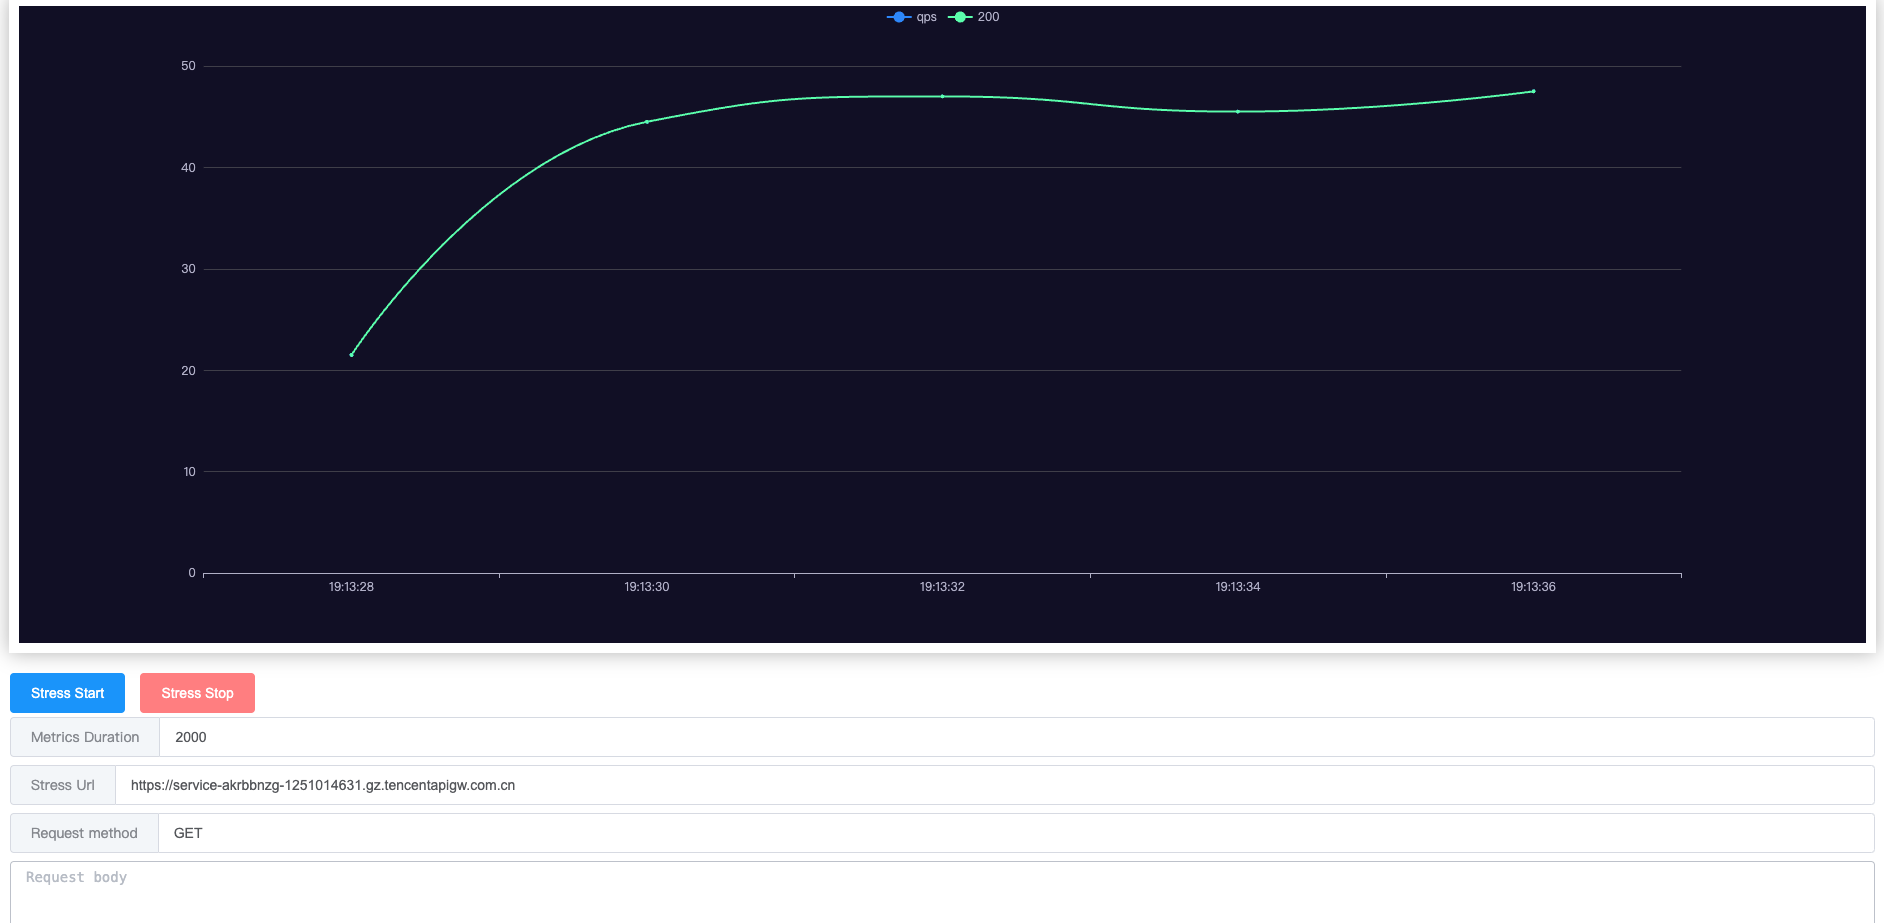 qps 200
50
40
30
20
10
0
19:13:28 19:13:30 19:13:32 19:13:34 19:13:36
Stress Start Stress Stop
Metrics Duration 2000
Stress Url https://service-akrbbnzg-1251014631.gz.tencentapigw.com.cn
Request method GET
Request body